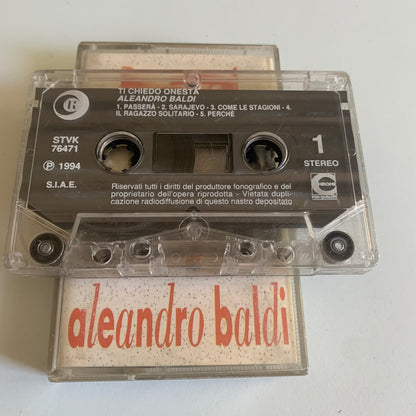 TI CHIEDO ONESTÀ
ALEANDRO BALDI
1. PASSERÀ - 2. SARAJEVO - 3. COME LE STAGIONI - 4.
IL RAGAZZO SOLITARIO - 5. PERCHÈ
STVK
76471
℗ 1994
S.I.A.E.
1
STEREO
CHROME
Riservati tutti i diritti del produttore fonografico e del
proprietario dell'opera riprodotta - Vietata dupli-
cazione radiodiffusione di questo nastro depositato
aleandro baldi